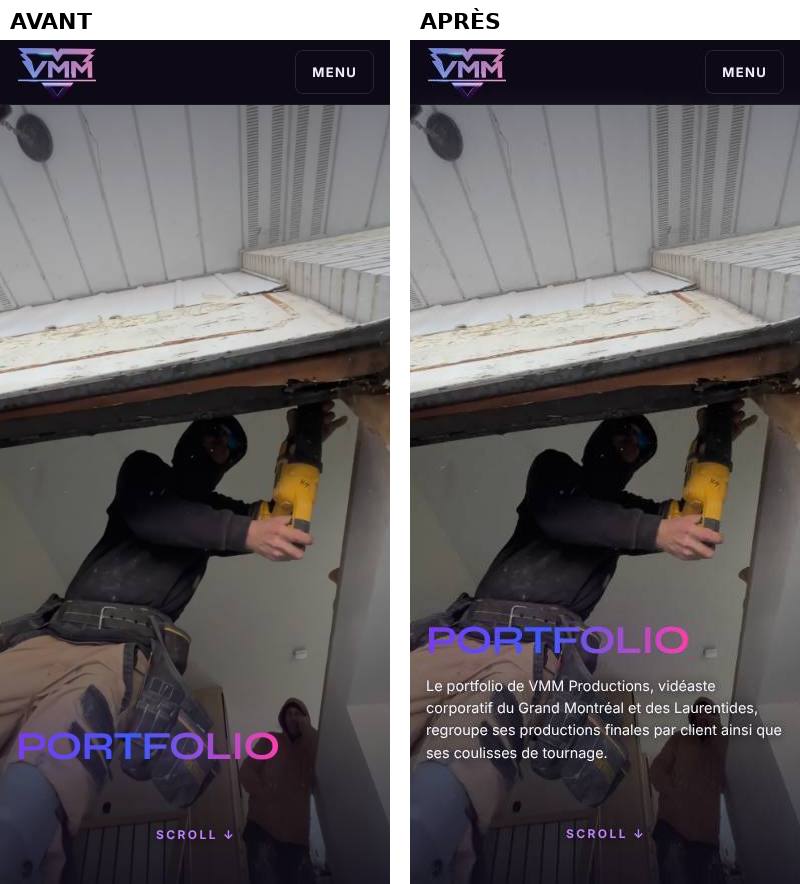 AVANT
VMM
MENU
PORTFOLIO
SCROLL ↓
APRÈS
VMM
MENU
PORTFOLIO
Le portfolio de VMM Productions, vidéaste
corporatif du Grand Montréal et des Laurentides,
regroupe ses productions finales par client ainsi que
ses coulisses de tournage.
SCROLL ↓